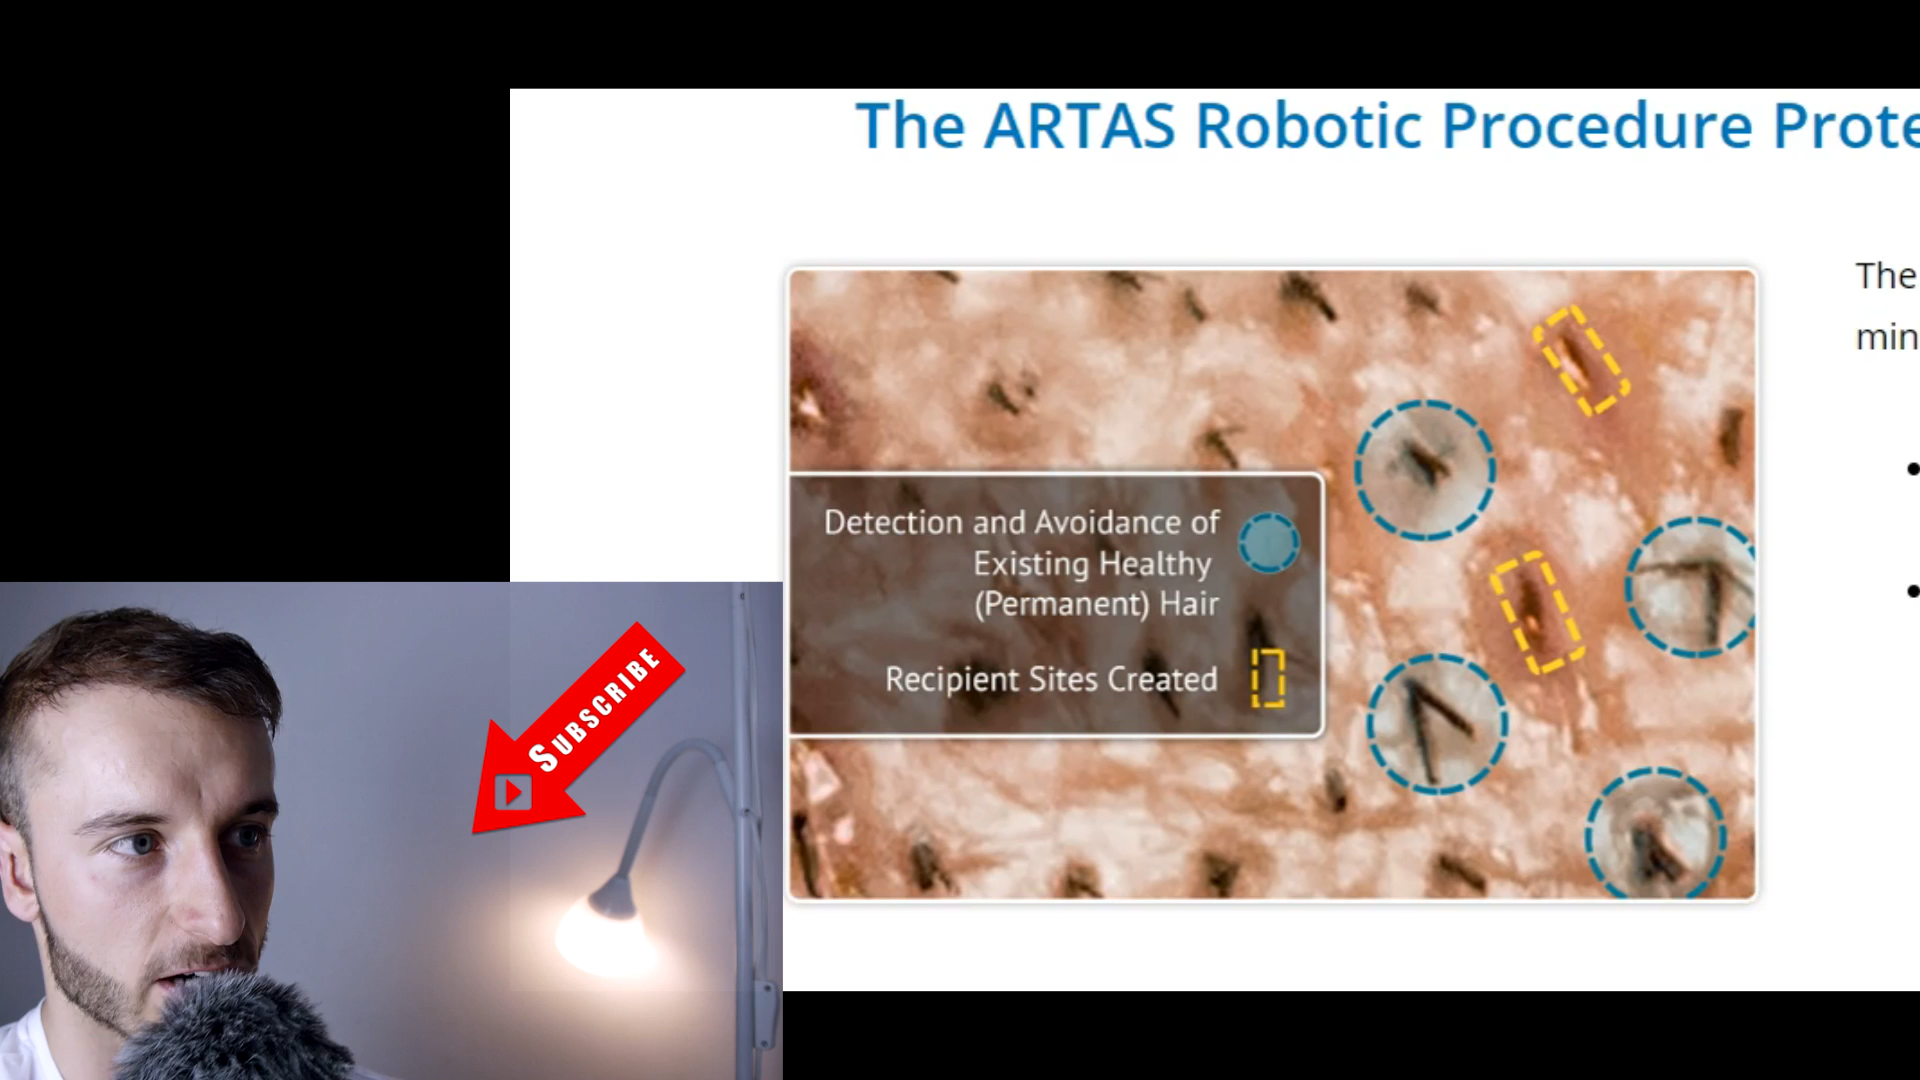 The ARTAS Robotic Procedure Prote
The
min
Detection and Avoidance of
Existing Healthy
(Permanent) Hair
Recipient Sites Created
SUBSCRIBE